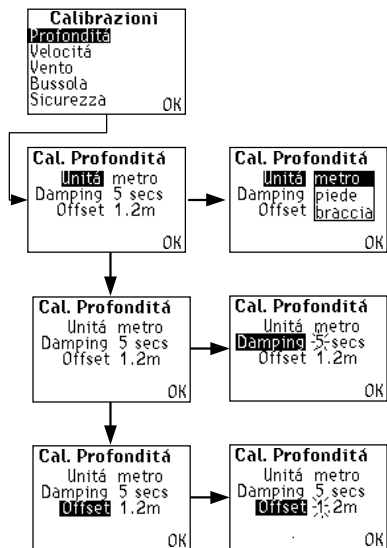 Calibrazioni
Profonditá
Velocitá
Vento
Bussola
Sicurezza
OK
Cal. Profonditá
Unitá metro
Damping 5 secs
Offset 1.2m
OK
Cal. Profonditá
Unitá metro
Damping piede
Offset braccia
OK
Cal. Profonditá
Unitá metro
Damping 5 secs
Offset 1.2m
OK
Cal. Profonditá
Unitá metro
Damping 5 secs
Offset 1.2m
OK
Cal. Profonditá
Unitá metro
Damping 5 secs
Offset 1.2m
OK
Cal. Profonditá
Unitá metro
Damping 5 secs
Offset 1.2m
OK